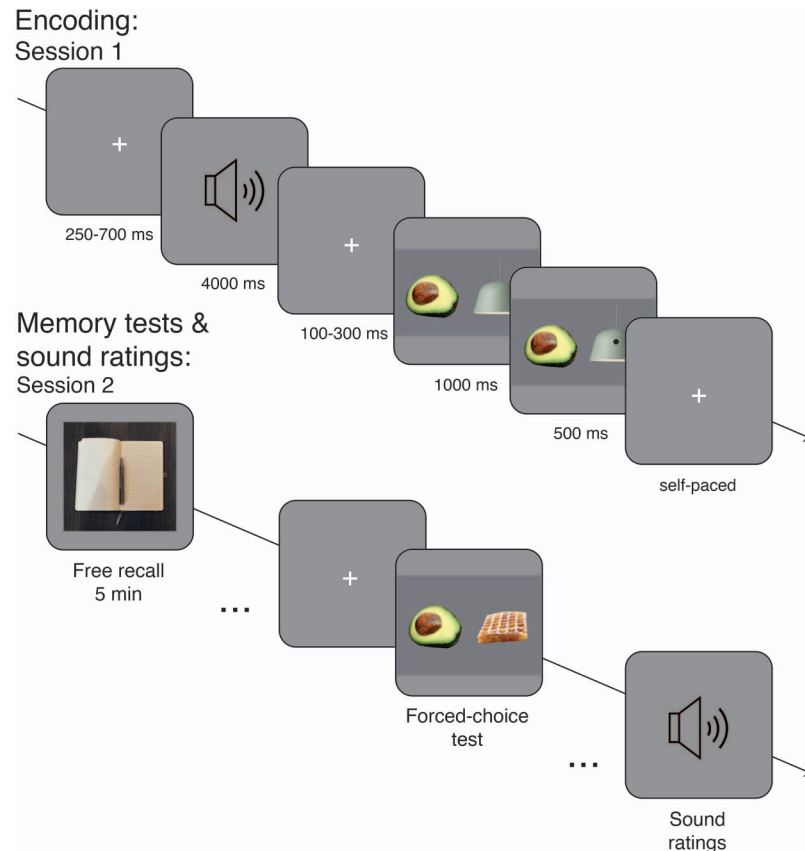 Encoding:
Session 1
250-700 ms
4000 ms
100-300 ms
1000 ms
500 ms
self-paced
Memory tests &
sound ratings:
Session 2
Free recall
5 min
...
Forced-choice
test
...
Sound
ratings